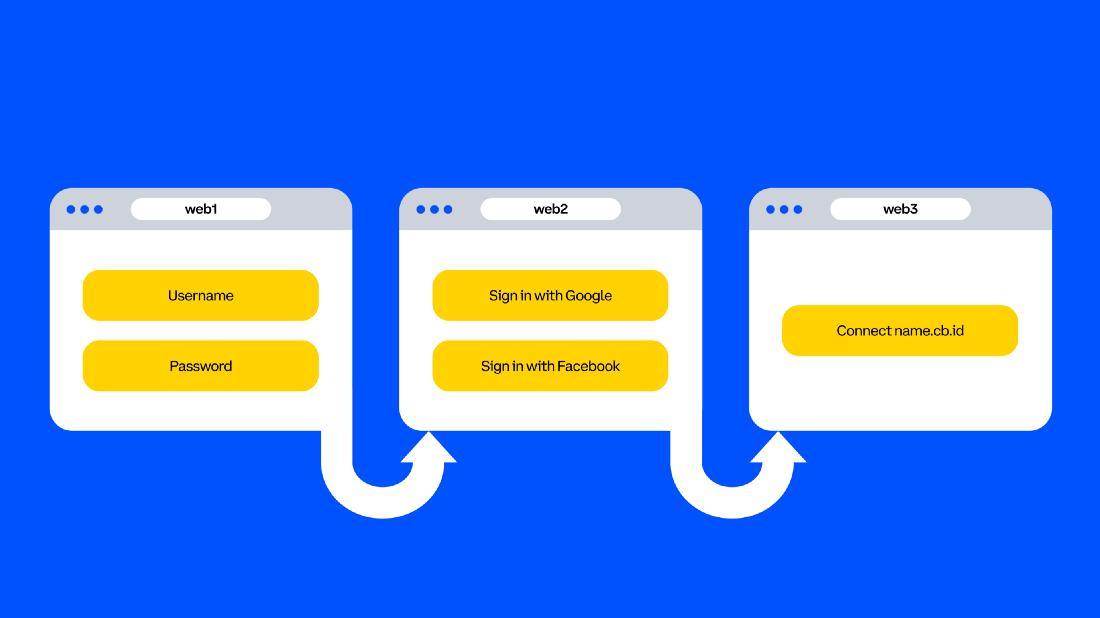 web1
Username
Password
web2
Sign in with Google
Sign in with Facebook
web3
Connect name.cb.id